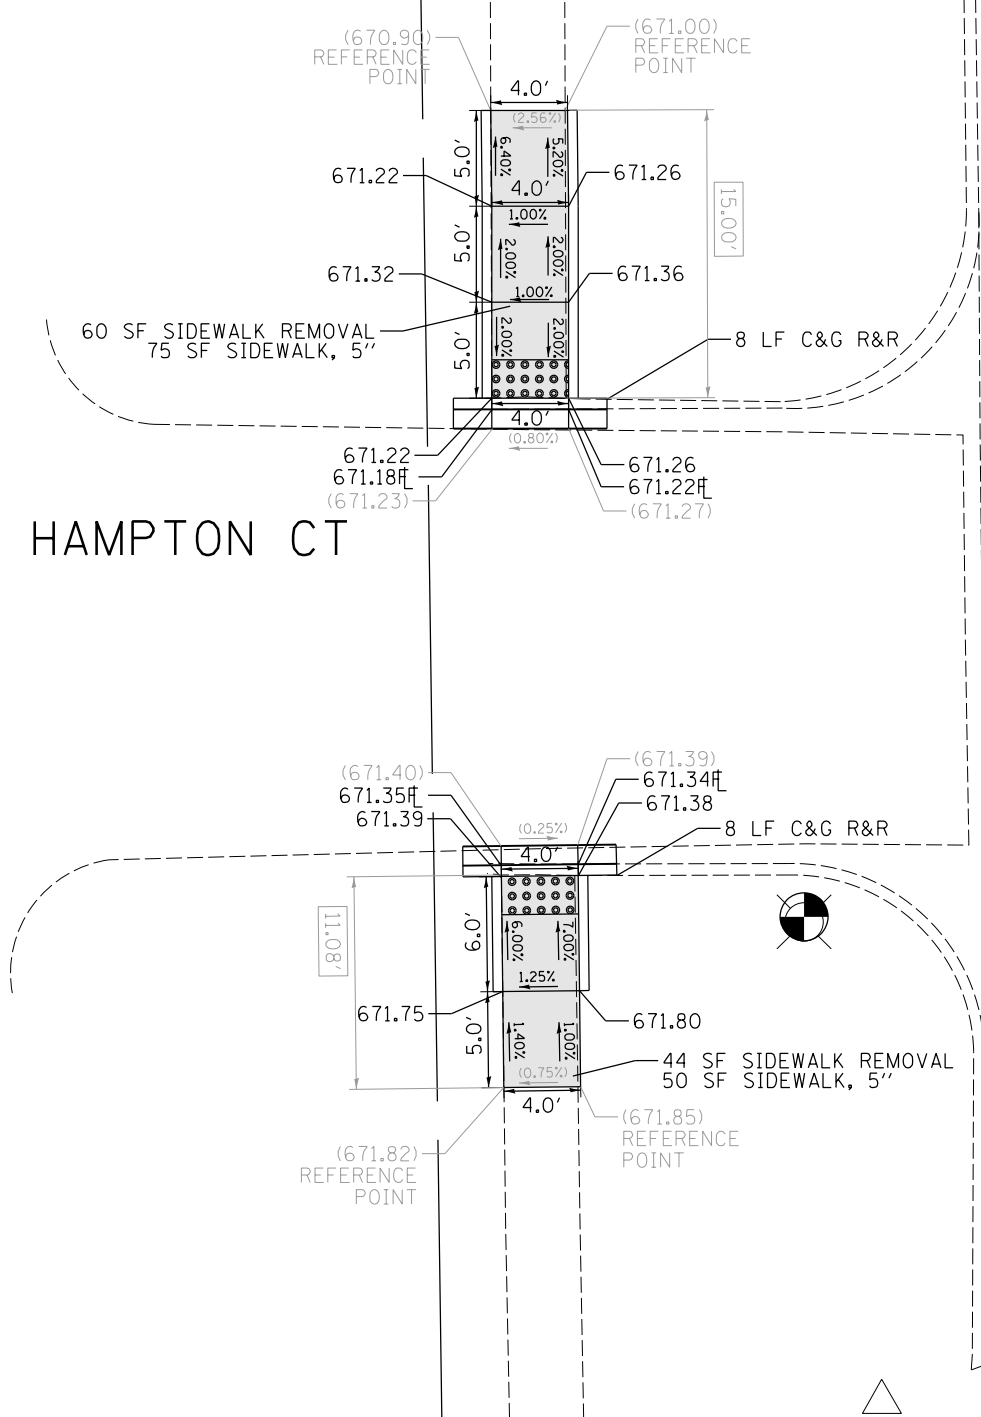 (670.90)
REFERENCE
POINT
(671.00)
REFERENCE
POINT
4.0'
(2.56%)
6.40%
5.20%
5.0'
671.22
4.0'
671.26
15.00'
1.00%
5.0'
2.00%
2.00%
671.32
1.00%
671.36
60 SF SIDEWALK REMOVAL
75 SF SIDEWALK, 5''
5.0'
2.00%
2.00%
8 LF C&G R&R
4.0'
(0.80%)
671.22
671.18FL
(671.23)
671.26
671.22FL
(671.27)
HAMPTON CT
(671.40)
671.35FL
671.39
(671.39)
671.34FL
671.38
(0.25%)
8 LF C&G R&R
4.0'
11.08'
6.0'
6.00%
7.00%
1.25%
671.75
671.80
5.0'
1.40%
1.00%
(0.75%)
44 SF SIDEWALK REMOVAL
50 SF SIDEWALK, 5''
4.0'
(671.82)
REFERENCE
POINT
(671.85)
REFERENCE
POINT